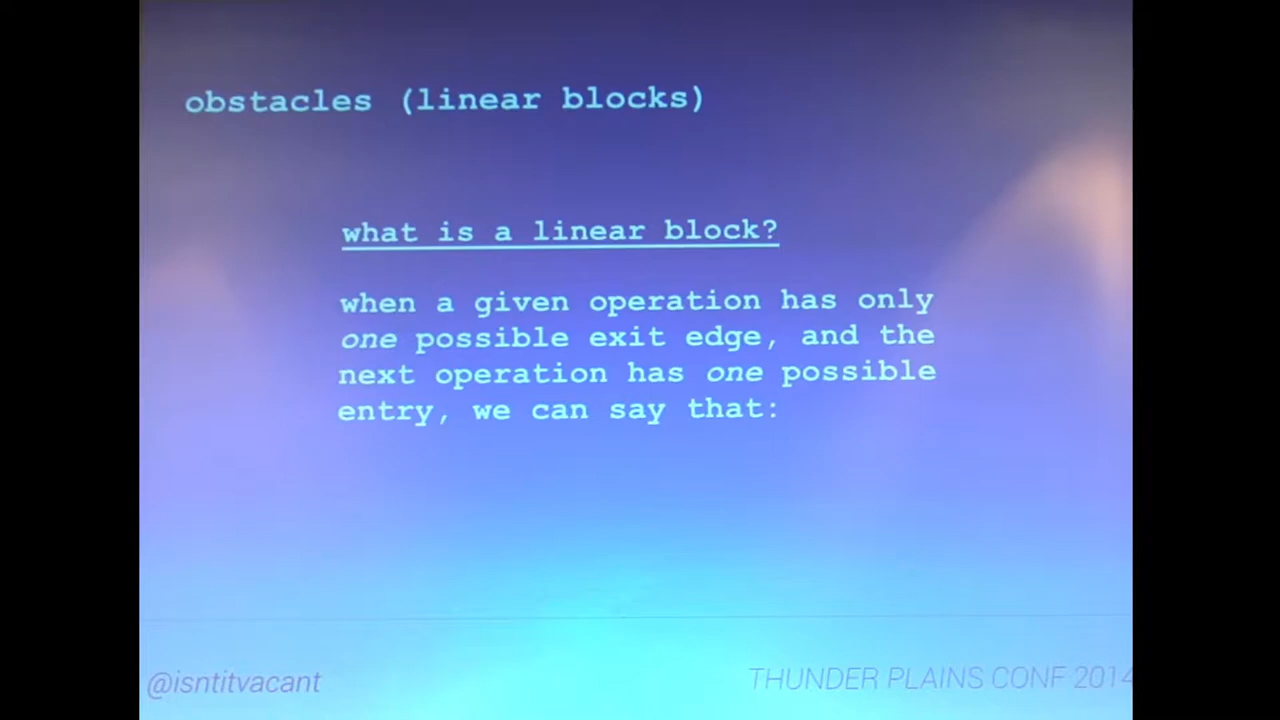 obstacles (linear blocks)
what is a linear block?
when a given operation has only
one possible exit edge, and the
next operation has one possible
entry, we can say that:
@isntitvacant
THUNDER PLAINS CONF 2014